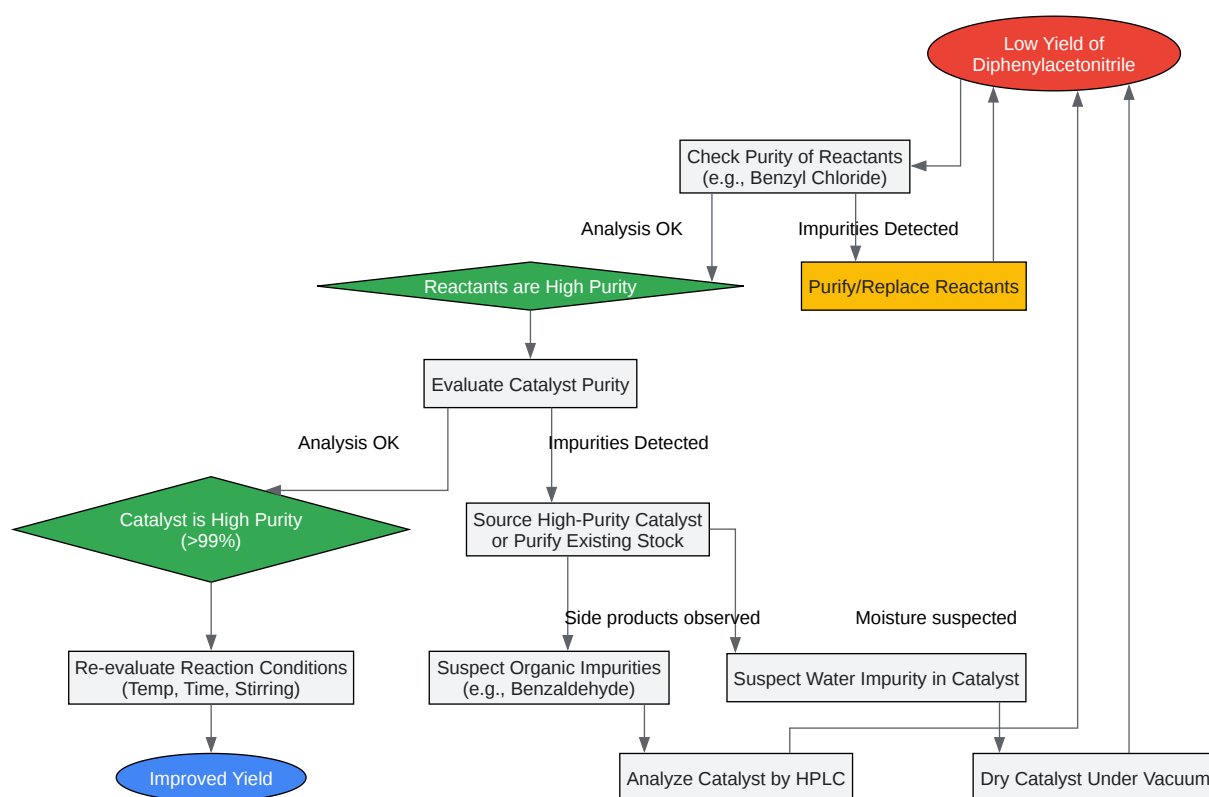 Low Yield of
Diphenylacetonitrile
Check Purity of Reactants
(e.g., Benzyl Chloride)
Analysis OK
Impurities Detected
Reactants are High Purity
Purify/Replace Reactants
Evaluate Catalyst Purity
Analysis OK
Impurities Detected
Catalyst is High Purity
(>99%)
Source High-Purity Catalyst
or Purify Existing Stock
Side products observed
Moisture suspected
Re-evaluate Reaction Conditions
(Temp, Time, Stirring)
Suspect Organic Impurities
(e.g., Benzaldehyde)
Suspect Water Impurity in Catalyst
Improved Yield
Analyze Catalyst by HPLC
Dry Catalyst Under Vacuum